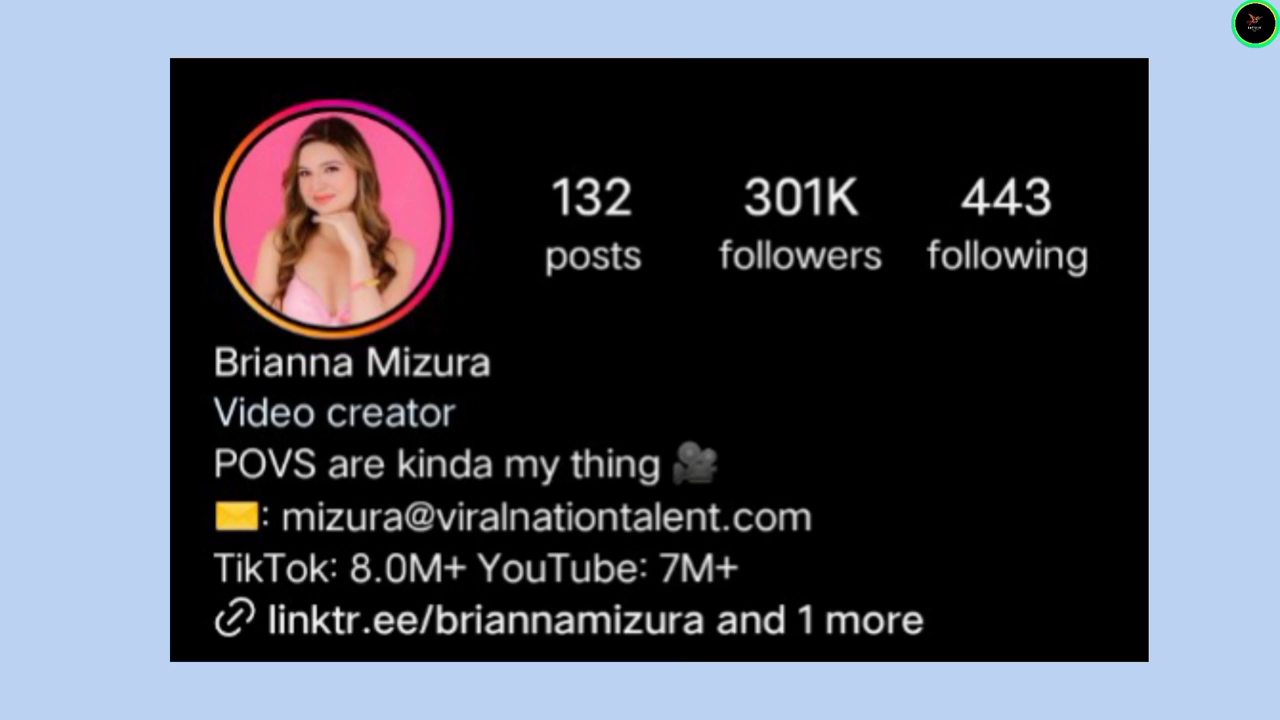 132 301K 443
posts followers following
Brianna Mizura
Video creator
POVS are kinda my thing 🎥
✉️: mizura@viralnationtalent.com
TikTok: 8.0M+ YouTube: 7M+
linktr.ee/briannamizura and 1 more